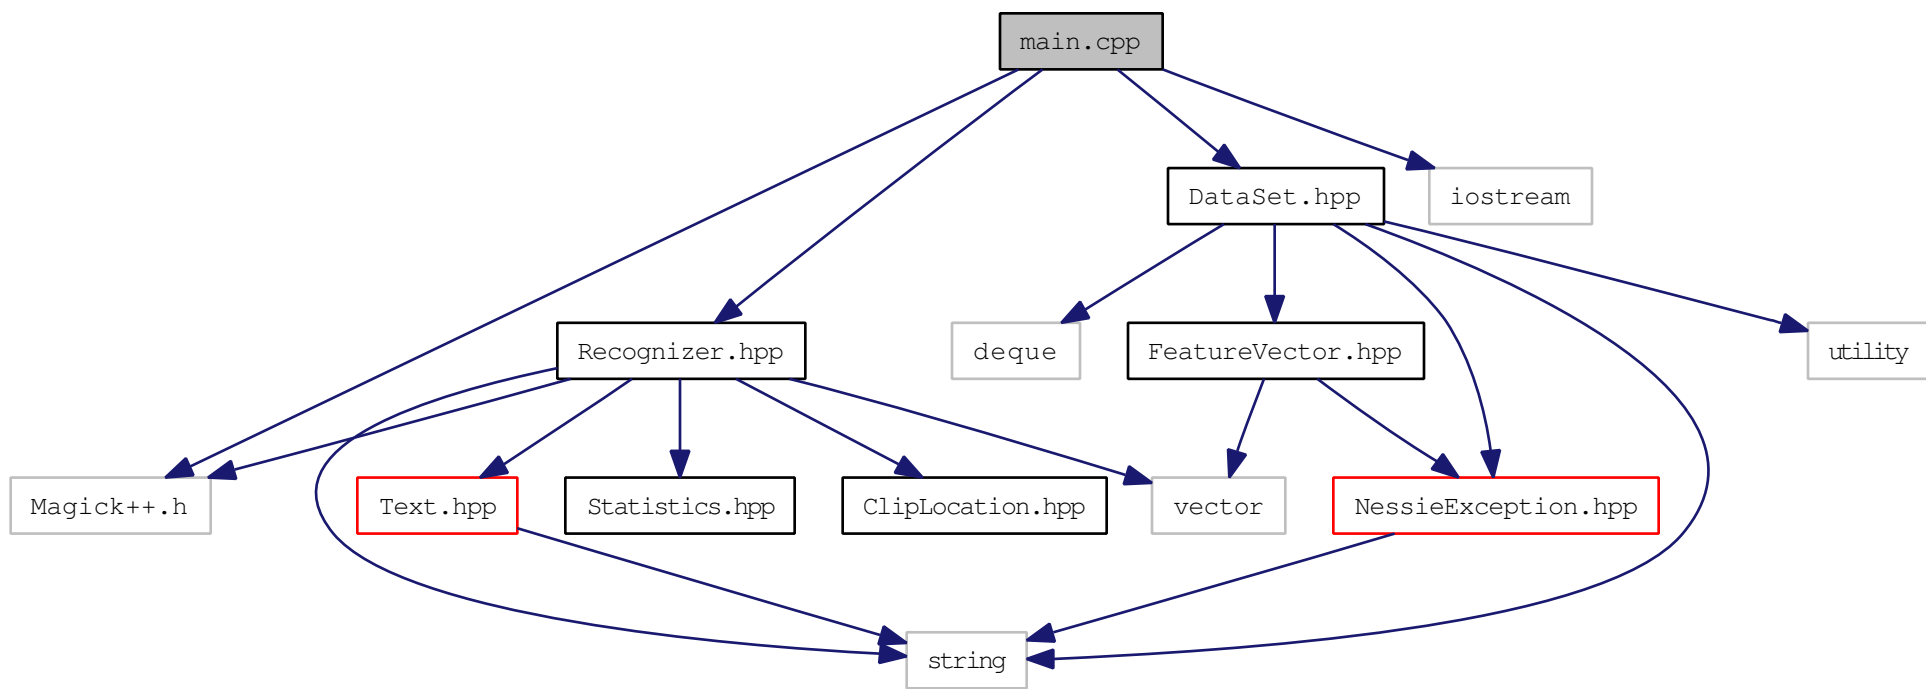 main.cpp
DataSet.hpp
iostream
Recognizer.hpp
deque
FeatureVector.hpp
utility
Magick++.h
Text.hpp
Statistics.hpp
ClipLocation.hpp
vector
NessieException.hpp
string